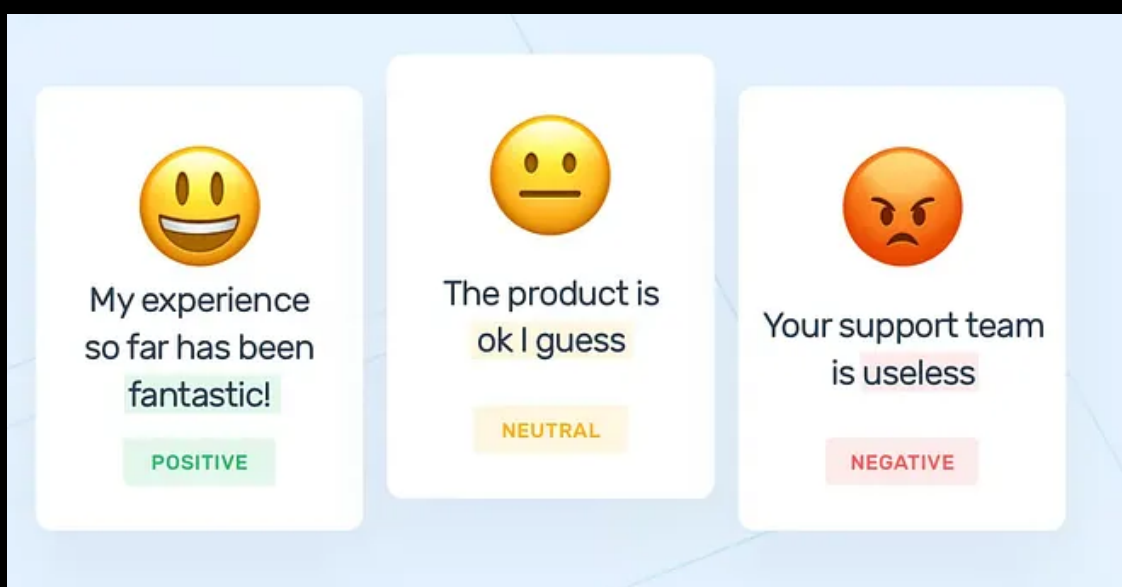 My experience
so far has been
fantastic!
POSITIVE
The product is
ok I guess
NEUTRAL
Your support team
is useless
NEGATIVE